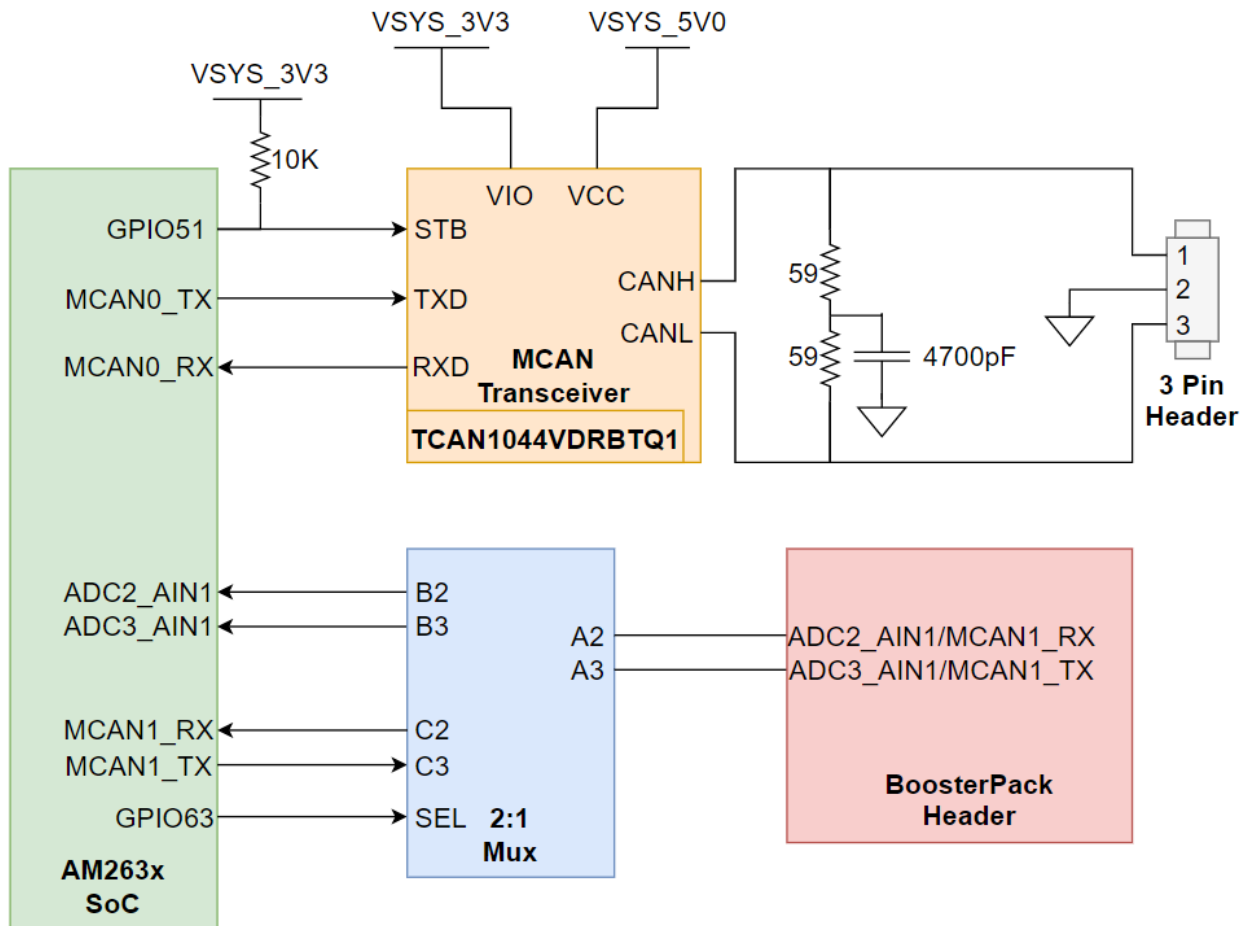 VSYS_3V3
VSYS_5V0
VSYS_3V3
10K
VIO
VCC
GPIO51
STB
MCAN0_TX
TXD
MCAN0_RX
RXD
CANH
CANL
MCAN
Transceiver
TCAN1044VDRBTQ1
59
59
4700pF
1
2
3
3 Pin
Header
ADC2_AIN1
B2
ADC3_AIN1
B3
A2
A3
ADC2_AIN1/MCAN1_RX
ADC3_AIN1/MCAN1_TX
MCAN1_RX
C2
MCAN1_TX
C3
GPIO63
SEL
2:1
Mux
BoosterPack
Header
AM263x
SoC